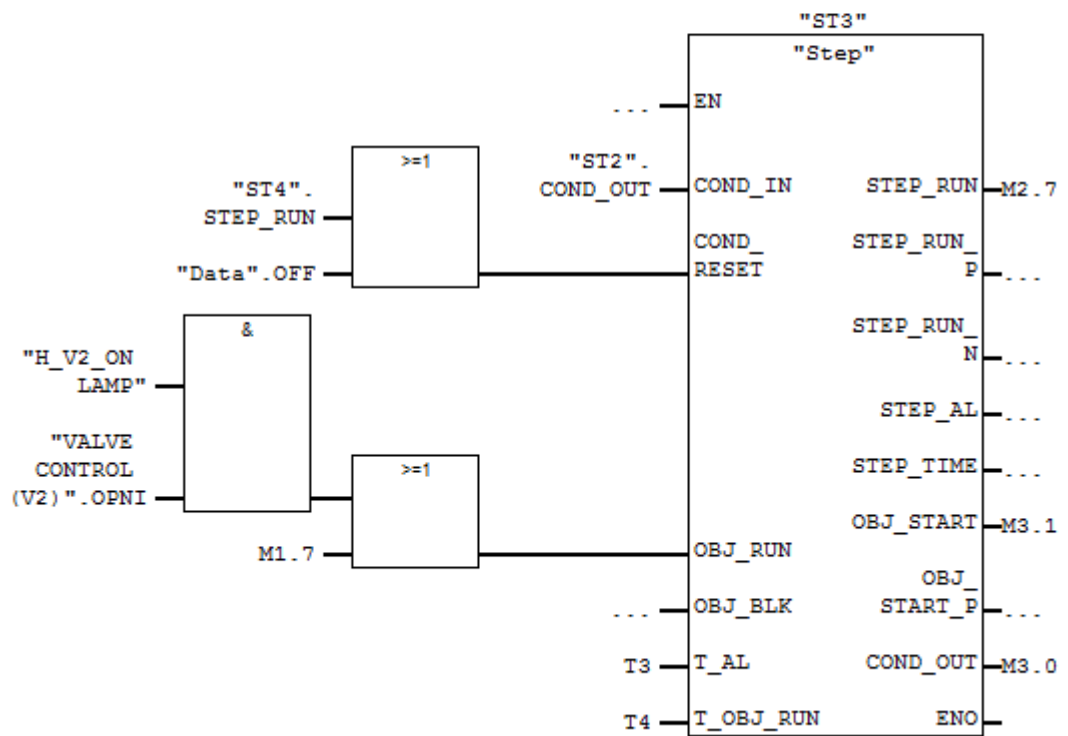 "ST3"
"Step"
... EN
>=1
"ST2".
"ST4".
COND_OUT COND_IN STEP_RUN M2.7
STEP_RUN
COND_ STEP_RUN_
"Data".OFF RESET P ...
&
STEP_RUN_
"H_V2_ON N ...
LAMP"
STEP_AL ...
"VALVE
CONTROL >=1 STEP_TIME ...
(V2)".OPNI
OBJ_START M3.1
M1.7 OBJ_RUN
OBJ_
... OBJ_BLK START_P ...
T3 T_AL COND_OUT M3.0
T4 T_OBJ_RUN ENO